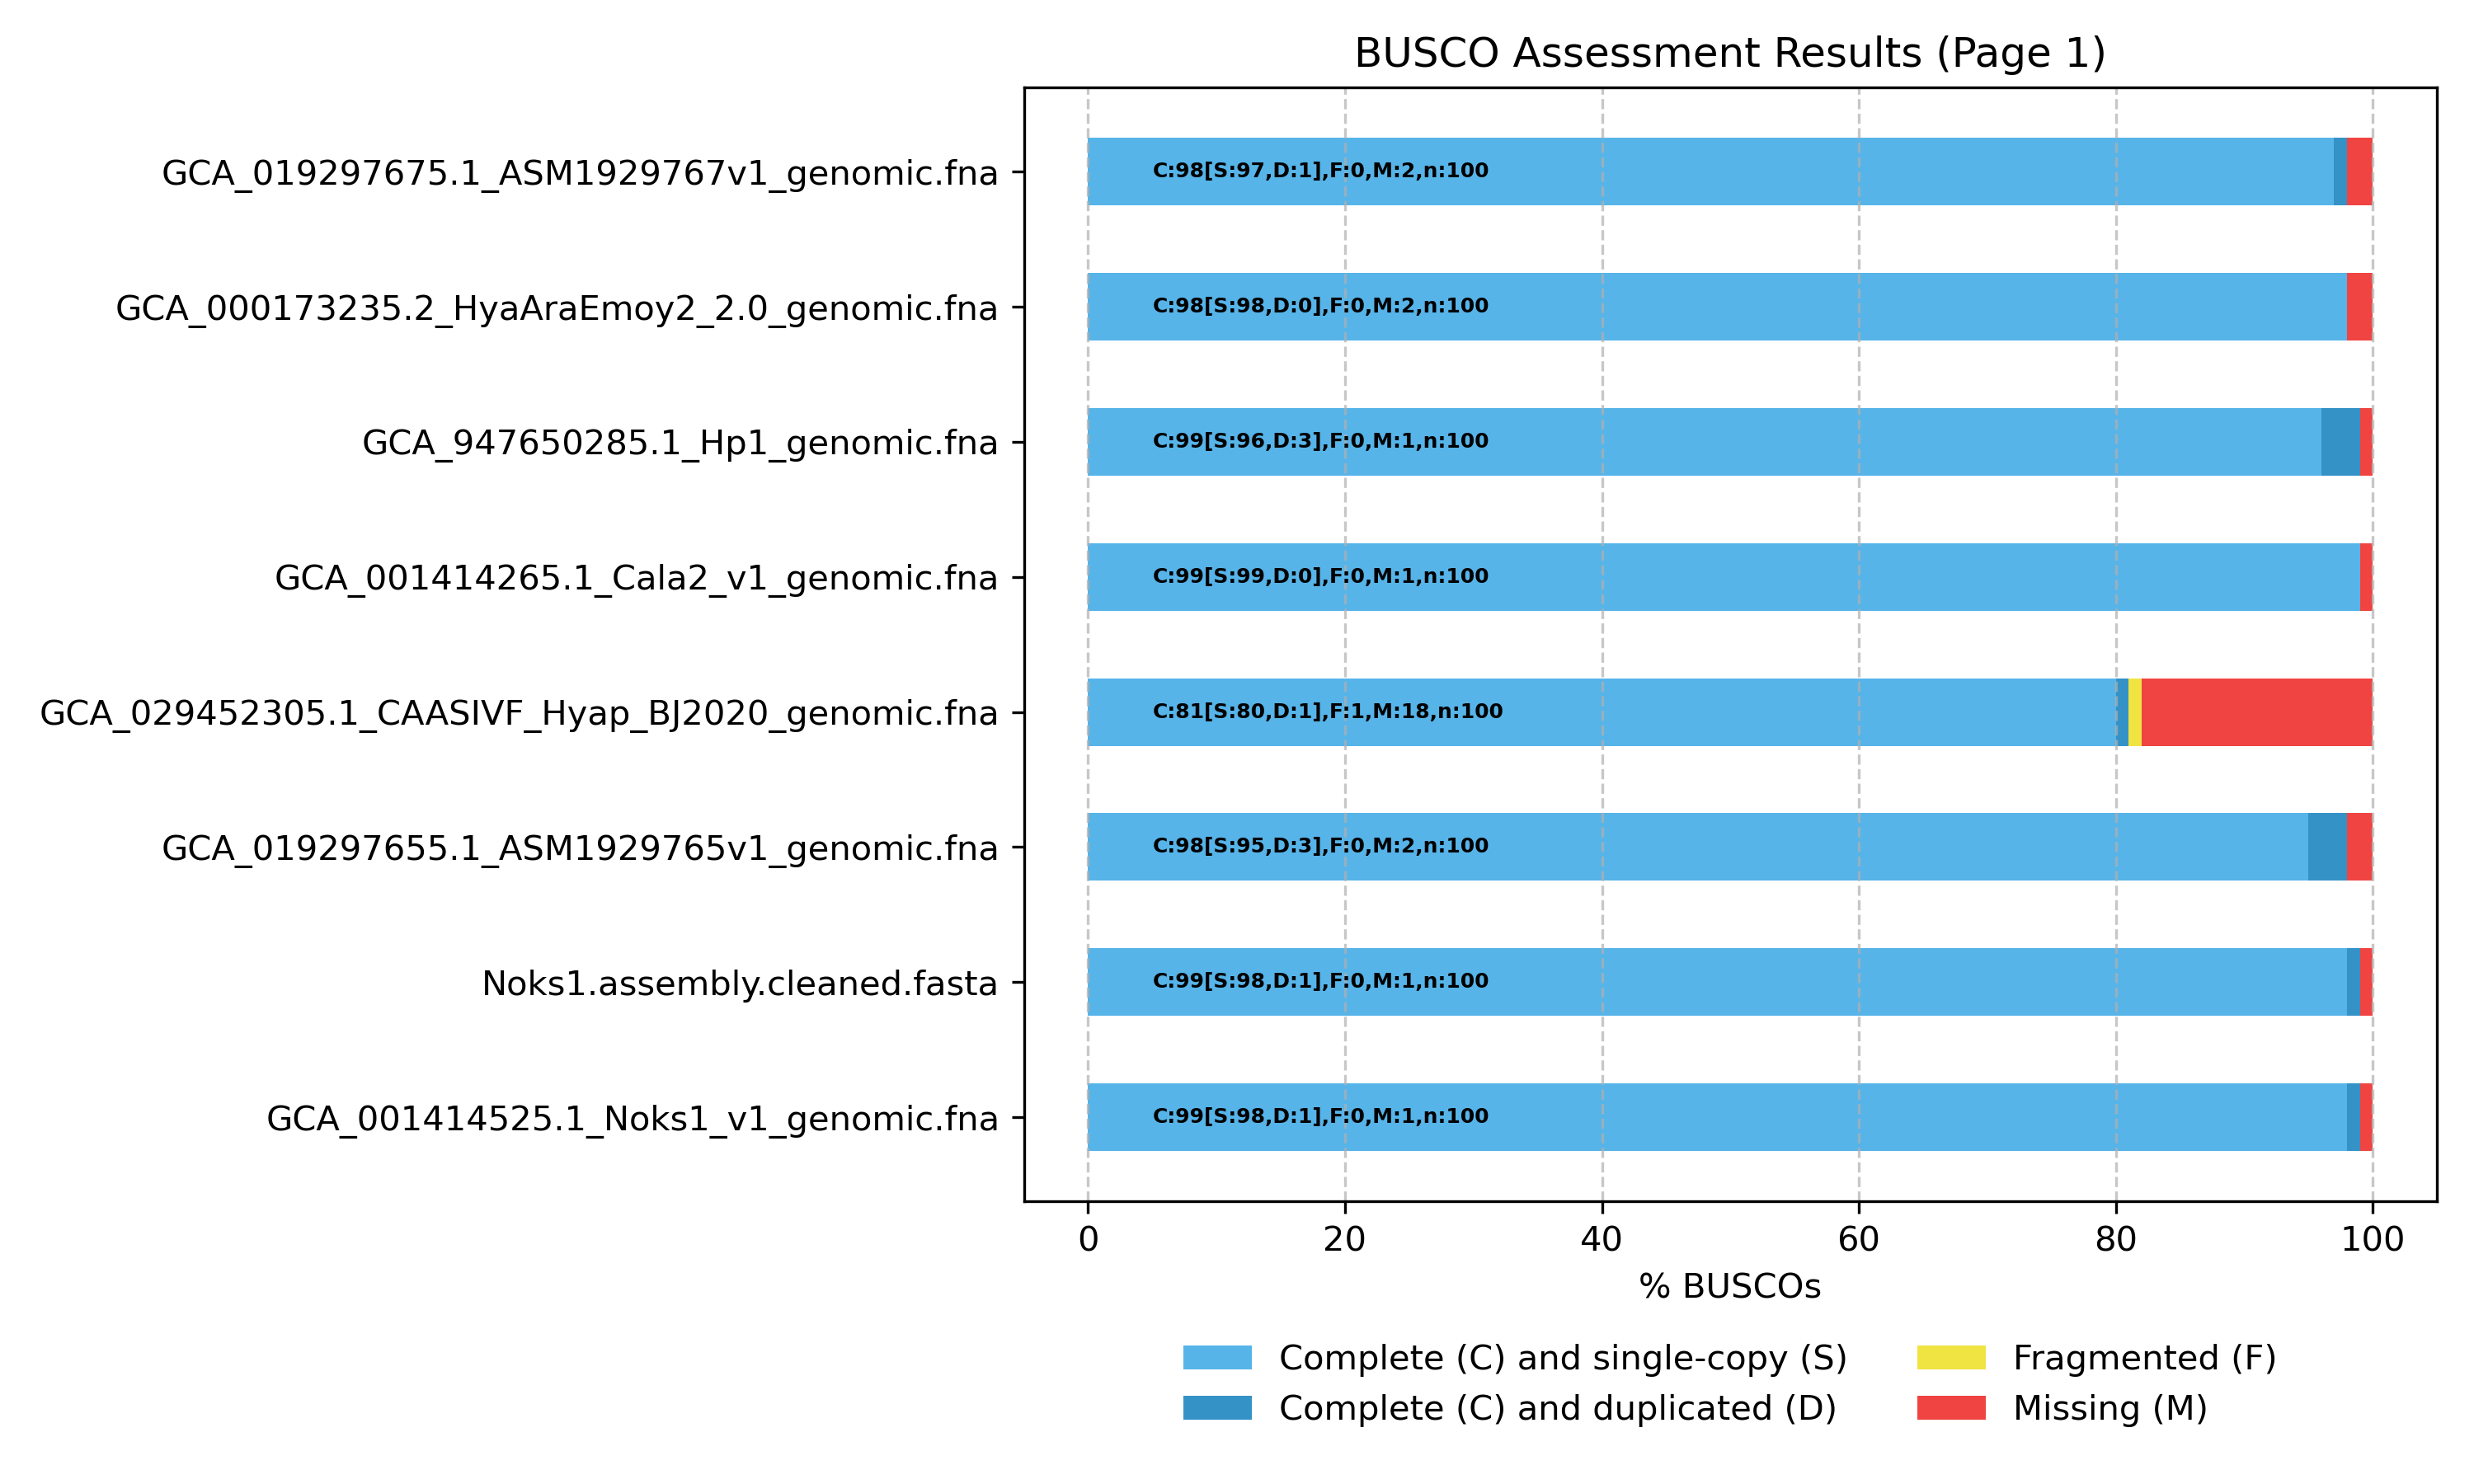 BUSCO Assessment Results (Page 1)
GCA_019297675.1_ASM1929767v1_genomic.fna
C:98[S:97,D:1],F:0,M:2,n:100
GCA_000173235.2_HyaAraEmoy2_2.0_genomic.fna
C:98[S:98,D:0],F:0,M:2,n:100
GCA_947650285.1_Hp1_genomic.fna
C:99[S:96,D:3],F:0,M:1,n:100
GCA_001414265.1_Cala2_v1_genomic.fna
C:99[S:99,D:0],F:0,M:1,n:100
GCA_029452305.1_CAASIVF_Hyap_BJ2020_genomic.fna
C:81[S:80,D:1],F:1,M:18,n:100
GCA_019297655.1_ASM1929765v1_genomic.fna
C:98[S:95,D:3],F:0,M:2,n:100
Noks1.assembly.cleaned.fasta
C:99[S:98,D:1],F:0,M:1,n:100
GCA_001414525.1_Noks1_v1_genomic.fna
C:99[S:98,D:1],F:0,M:1,n:100
0 20 40 60 80 100
% BUSCOs
Complete (C) and single-copy (S)
Complete (C) and duplicated (D)
Fragmented (F)
Missing (M)